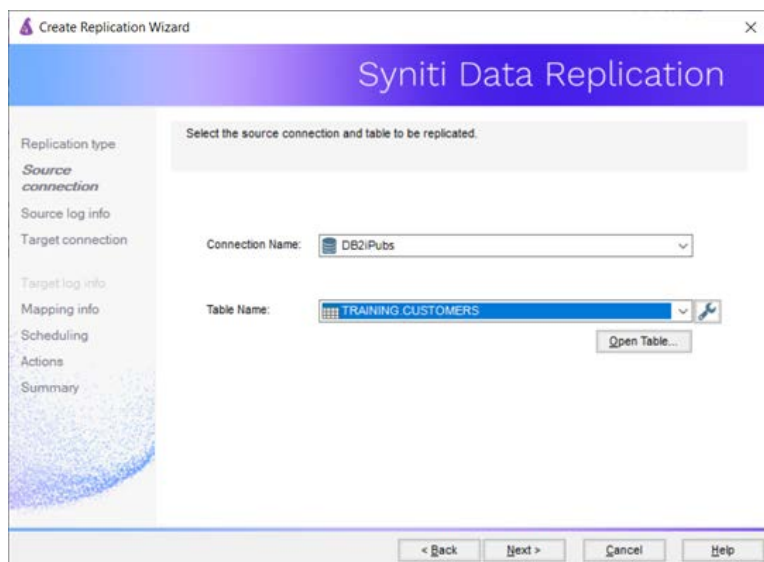 Create Replication Wizard
Syniti Data Replication
Replication type
Source
connection
Source log info
Target connection
Target log info
Mapping info
Scheduling
Actions
Summary
Select the source connection and table to be replicated.
Connection Name: DB2iPubs
Table Name: TRAINING.CUSTOMERS
Open Table...
< Back Next > Cancel Help